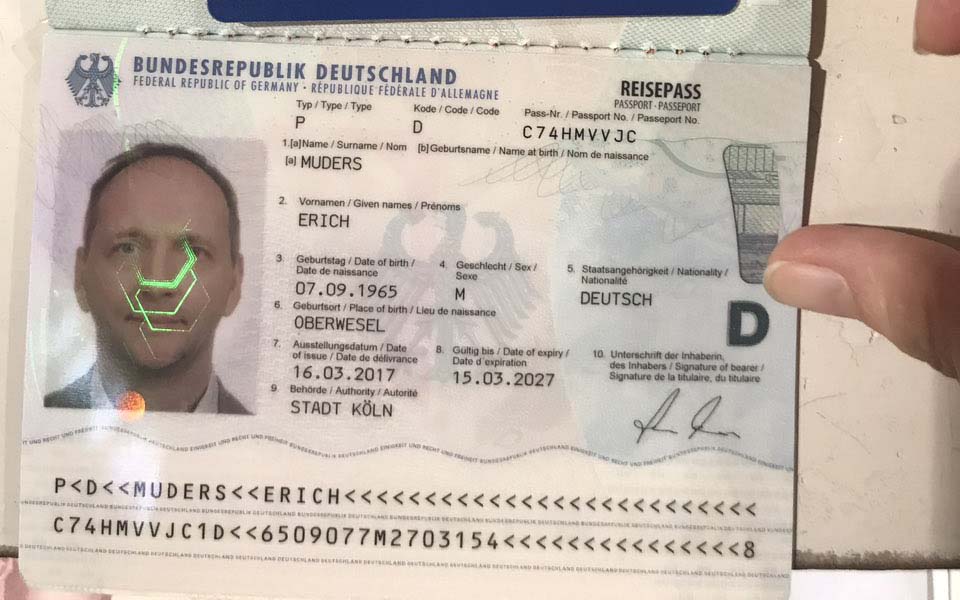 BUNDESREPUBLIK DEUTSCHLAND
FEDERAL REPUBLIC OF GERMANY · RÉPUBLIQUE FÉDÉRALE D'ALLEMAGNE
REISEPASS
PASSPORT · PASSEPORT
Typ / Type / Type
P
Kode / Code / Code
D
Pass-Nr. / Passport No. / Passeport No.
C74HMVVJC
1.[a]Name / Surname / Nom [b]Geburtsname / Name at birth / Nom de naissance
[a] MUDERS
2. Vornamen / Given names / Prénoms
ERICH
3. Geburtstag / Date of birth /
Date de naissance
07.09.1965
4. Geschlecht / Sex /
Sexe
M
5. Staatsangehörigkeit / Nationality /
Nationalité
DEUTSCH
6. Geburtsort / Place of birth / Lieu de naissance
OBERWESEL
7. Ausstellungsdatum / Date
of issue / Date de délivrance
16.03.2017
8. Gültig bis / Date of expiry /
Date d'expiration
15.03.2027
9. Behörde / Authority / Autorité
STADT KÖLN
10. Unterschrift der Inhaberin,
des Inhabers / Signature of bearer /
Signature de la titulaire, du titulaire
D
P<D<<MUDERS<<ERICH<<<<<<<<<<<<<<<<<<<<<<<<<<
C74HMVVJC1D<<6509077M2703154<<<<<<<<<<<<<<<8